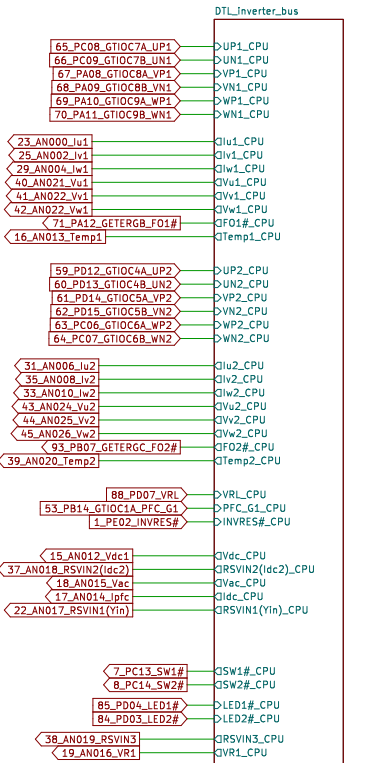 DTL_inverter_bus
65_PC08_GTIOC7A_UP1 UP1_CPU
66_PC09_GTIOC7B_UN1 UN1_CPU
67_PA08_GTIOC8A_VP1 VP1_CPU
68_PA09_GTIOC8B_VN1 VN1_CPU
69_PA10_GTIOC9A_WP1 WP1_CPU
70_PA11_GTIOC9B_WN1 WN1_CPU
23_AN000_Iu1 Iu1_CPU
25_AN002_Iv1 Iv1_CPU
29_AN004_Iw1 Iw1_CPU
40_AN021_Vu1 Vu1_CPU
41_AN022_Vv1 Vv1_CPU
42_AN022_Vw1 Vw1_CPU
71_PA12_GETERGB_FO1# FO1#_CPU
16_AN013_Temp1 Temp1_CPU
59_PD12_GTIOC4A_UP2 UP2_CPU
60_PD13_GTIOC4B_UN2 UN2_CPU
61_PD14_GTIOC5A_VP2 VP2_CPU
62_PD15_GTIOC5B_VN2 VN2_CPU
63_PC06_GTIOC6A_WP2 WP2_CPU
64_PC07_GTIOC6B_WN2 WN2_CPU
31_AN006_Iu2 Iu2_CPU
35_AN008_Iv2 Iv2_CPU
33_AN010_Iw2 Iw2_CPU
43_AN024_Vu2 Vu2_CPU
44_AN025_Vv2 Vv2_CPU
45_AN026_Vw2 Vw2_CPU
93_PB07_GETERGC_FO2# FO2#_CPU
39_AN020_Temp2 Temp2_CPU
88_PD07_VRL VRL_CPU
53_PB14_GTIOC1A_PFC_G1 PFC_G1_CPU
1_PE02_INVRES# INVRES#_CPU
15_AN012_Vdc1 Vdc_CPU
37_AN018_RSVIN2(Idc2) RSVIN2(Idc2)_CPU
18_AN015_Vac Vac_CPU
17_AN014_Ipfc Idc_CPU
22_AN017_RSVIN1(Yin) RSVIN1(Yin)_CPU
7_PC13_SW1# SW1#_CPU
8_PC14_SW2# SW2#_CPU
85_PD04_LED1# LED1#_CPU
84_PD03_LED2# LED2#_CPU
38_AN019_RSVIN3 RSVIN3_CPU
19_AN016_VR1 VR1_CPU